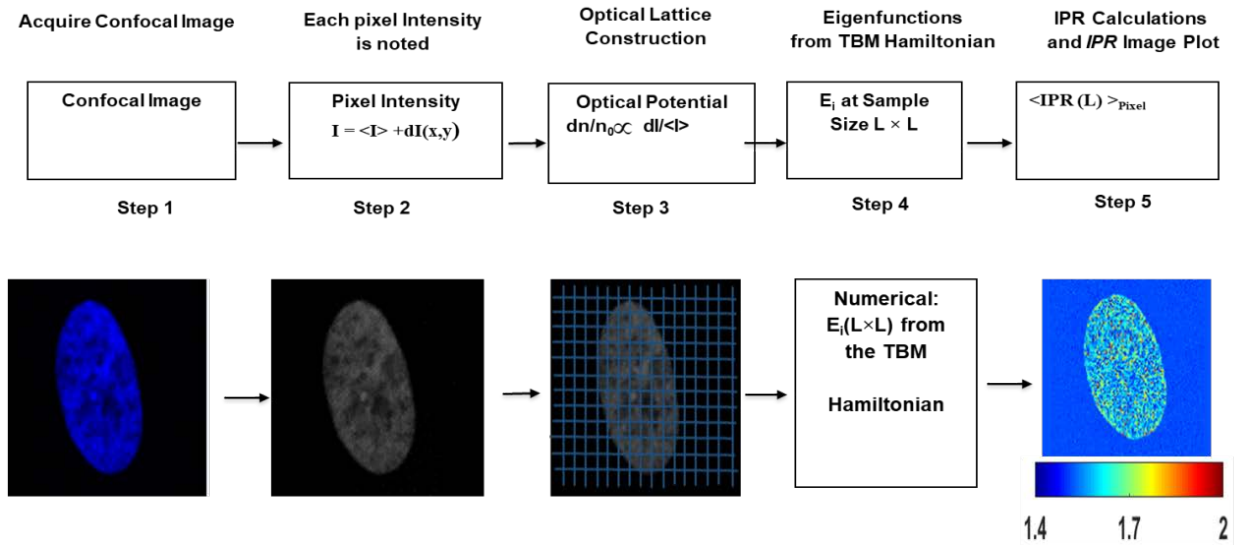 Acquire Confocal Image
Each pixel Intensity
is noted
Optical Lattice
Construction
Eigenfunctions
from TBM Hamiltonian
IPR Calculations
and IPR Image Plot
Confocal Image
Pixel Intensity
I = <I> +dI(x,y)
Optical Potential
dn/n₀∝ dI/<I>
Eᵢ at Sample
Size L × L
<IPR (L) >Pixel
Step 1
Step 2
Step 3
Step 4
Step 5
Numerical:
Eᵢ(L×L) from
the TBM
Hamiltonian
1.4 1.7 2